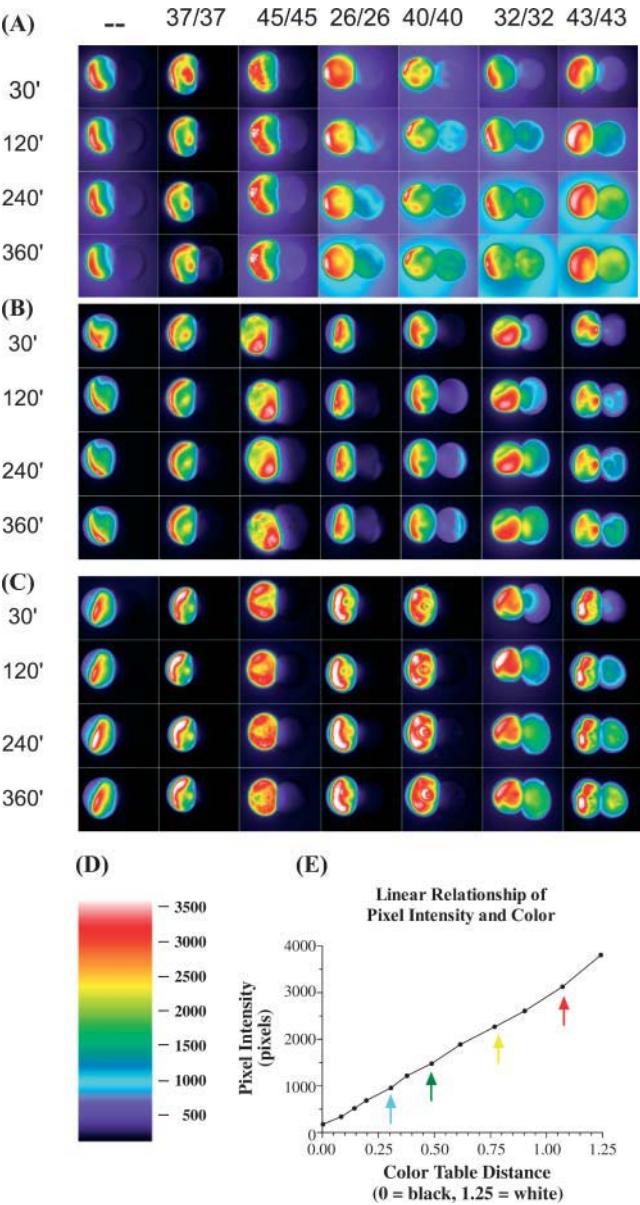 (A) -- 37/37 45/45 26/26 40/40 32/32 43/43
30'
120'
240'
360'
(B)
30'
120'
240'
360'
(C)
30'
120'
240'
360'
(D)
3500
3000
2500
2000
1500
1000
500
(E)
Linear Relationship of
Pixel Intensity and Color
Pixel Intensity
(pixels)
4000
3000
2000
1000
0
0.00 0.25 0.50 0.75 1.00 1.25
Color Table Distance
(0 = black, 1.25 = white)